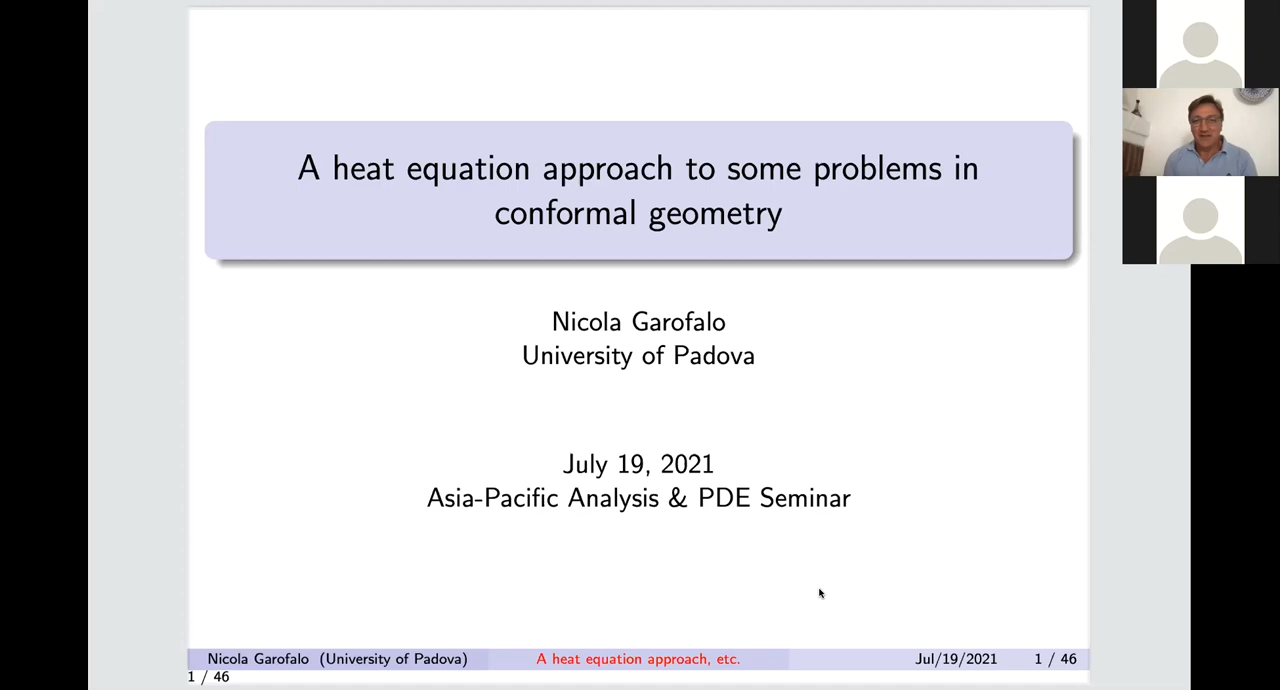 A heat equation approach to some problems in
conformal geometry
Nicola Garofalo
University of Padova
July 19, 2021
Asia-Pacific Analysis & PDE Seminar
Nicola Garofalo (University of Padova) A heat equation approach, etc. Jul/19/2021 1 / 46
1 / 46